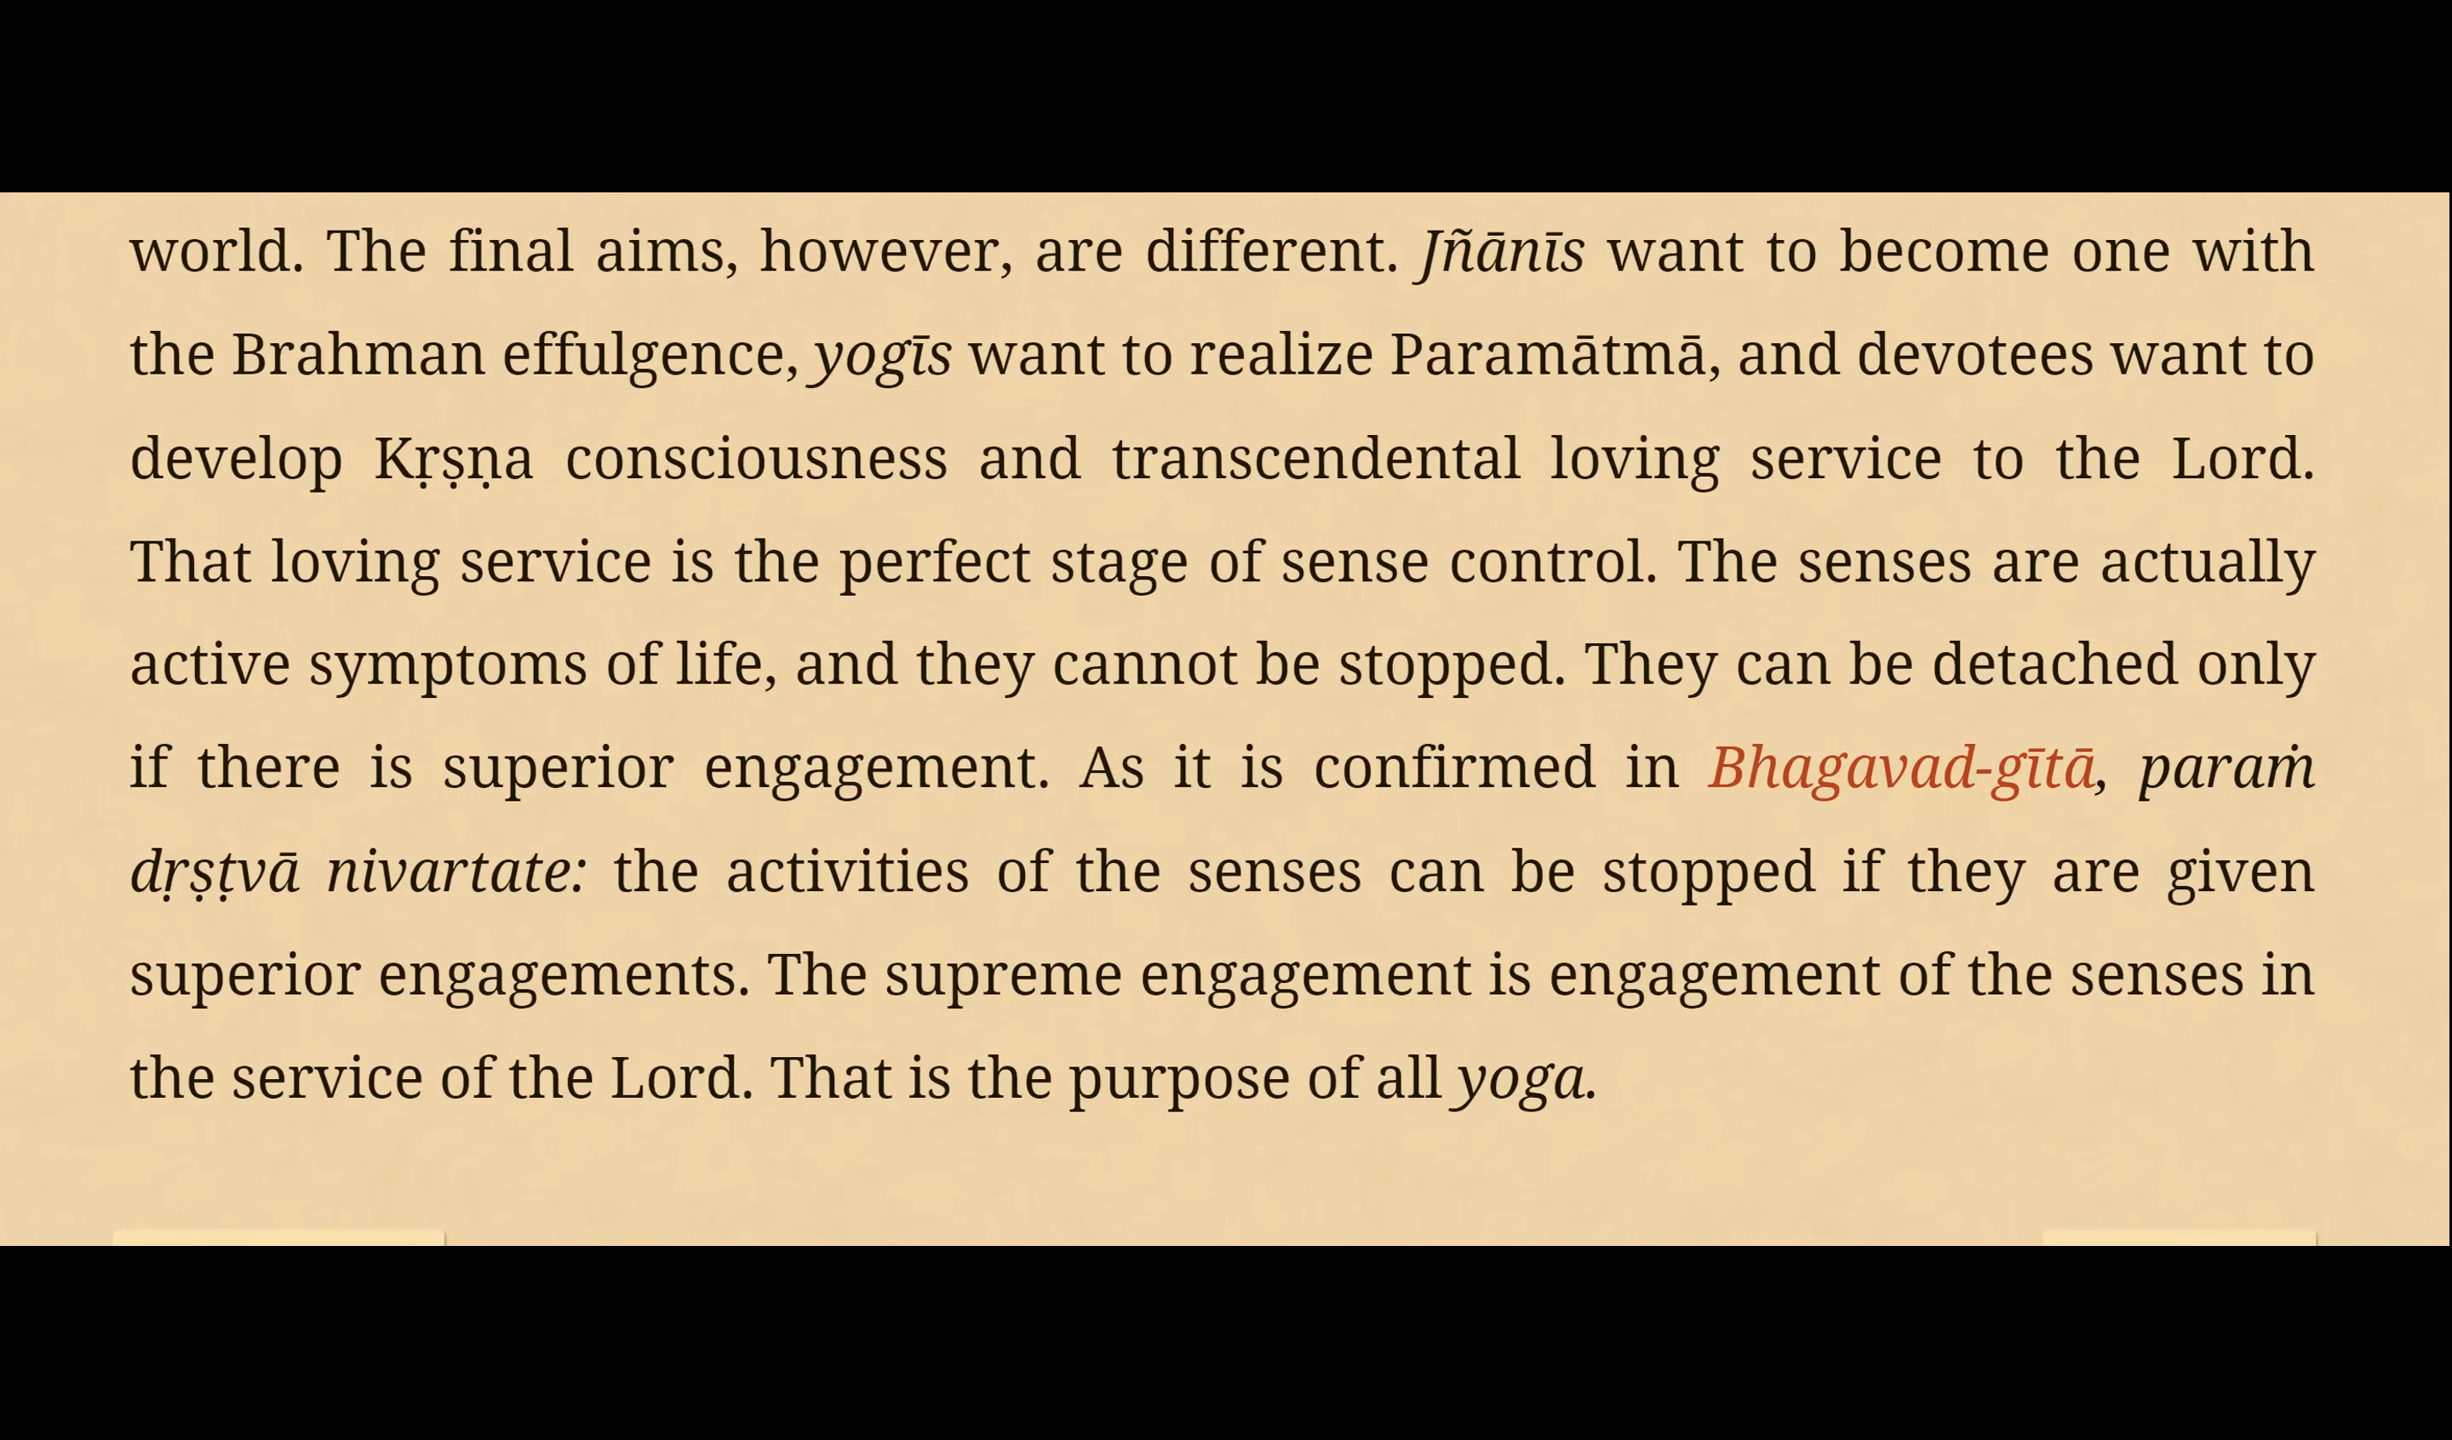 world. The final aims, however, are different. Jñānīs want to become one with
the Brahman effulgence, yogīs want to realize Paramātmā, and devotees want to
develop Kṛṣṇa consciousness and transcendental loving service to the Lord.
That loving service is the perfect stage of sense control. The senses are actually
active symptoms of life, and they cannot be stopped. They can be detached only
if there is superior engagement. As it is confirmed in Bhagavad-gītā, paraṁ
dṛṣṭvā nivartate: the activities of the senses can be stopped if they are given
superior engagements. The supreme engagement is engagement of the senses in
the service of the Lord. That is the purpose of all yoga.